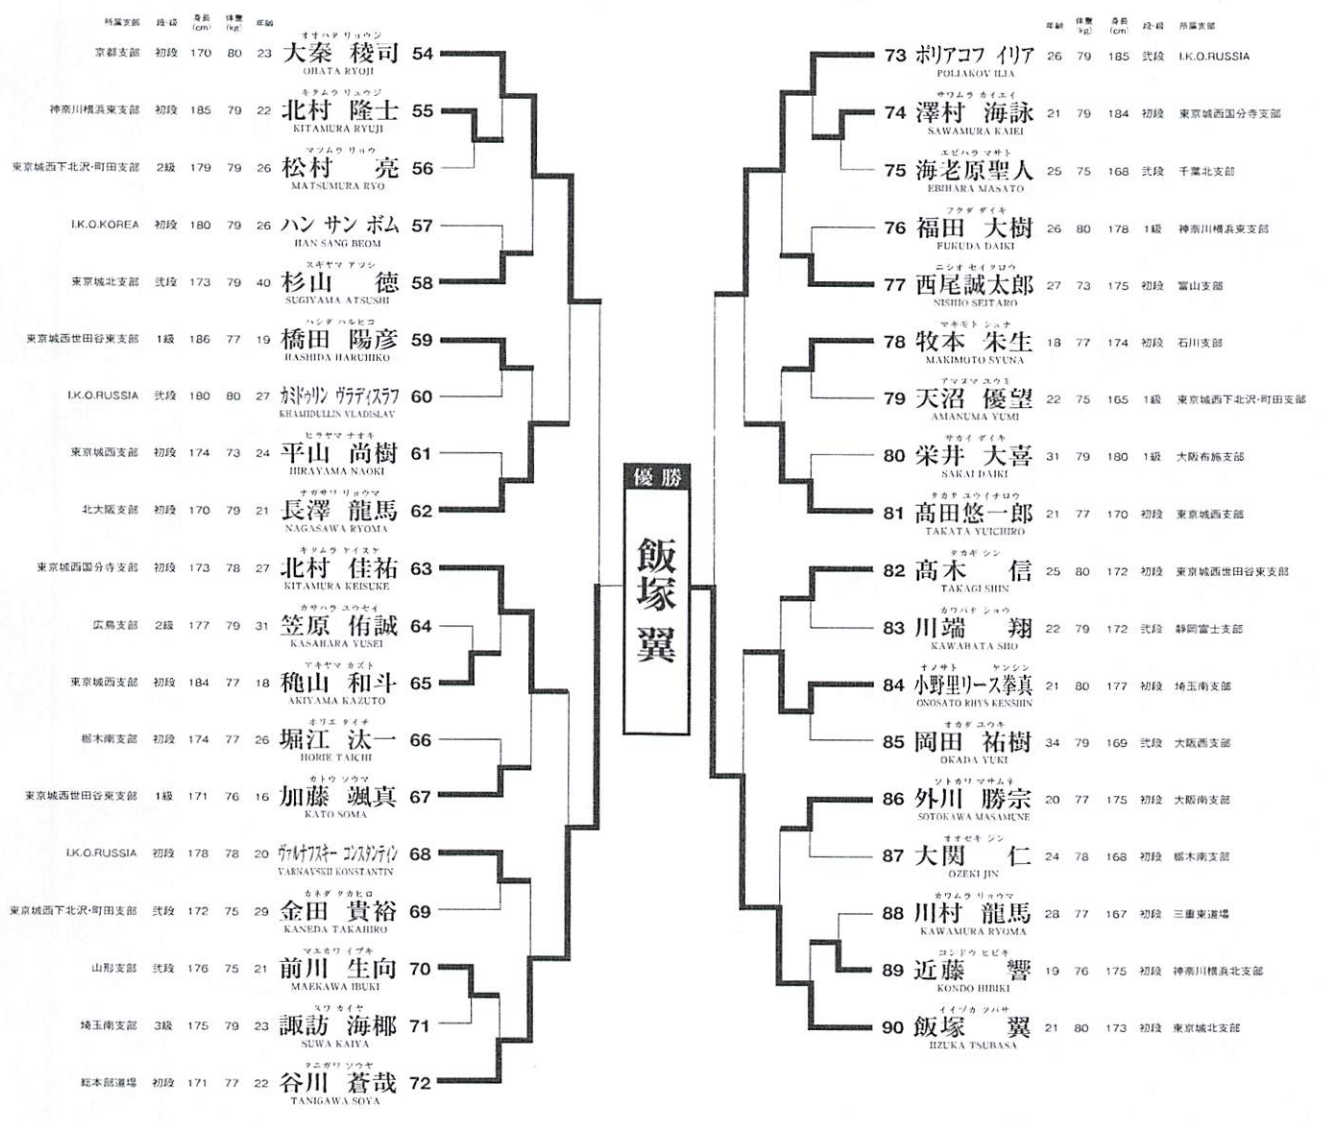 所属支部 段・級 身長(cm) 体重(kg) 年齢
オオハタ リョウジ
京都支部 初段 170 80 23 大秦 稜司 54
OHATA RYOJI
キタムラ リュウジ
神奈川横浜東支部 初段 185 79 22 北村 隆士 55
KITAMURA RYUJI
マツムラ リョウ
東京城西下北沢・町田支部 2級 179 79 26 松村 亮 56
MATSUMURA RYO
I.K.O.KOREA 初段 180 79 26 ハン サン ボム 57
HAN SANG BEOM
スギヤマ アツシ
東京城北支部 弐段 173 79 40 杉山 徳 58
SUGIYAMA ATSUSHI
ハシダ ハルヒコ
東京城西世田谷東支部 1級 186 77 19 橋田 陽彦 59
HASHIDA HARUHIKO
I.K.O.RUSSIA 弐段 180 80 27 カミドゥリン ヴラディスラフ 60
KHAMIDULLIN VLADISLAV
ヒラヤマ ナオキ
東京城西支部 初段 174 73 24 平山 尚樹 61
HIRAYAMA NAOKI
ナガサワ リョウマ
北大阪支部 初段 170 79 21 長澤 龍馬 62
NAGASAWA RYOMA
キタムラ ケイスケ
東京城西国分寺支部 初段 173 78 27 北村 佳祐 63
KITAMURA KEISUKE
カサハラ ユウセイ
広島支部 2級 177 79 31 笠原 侑誠 64
KASAHARA YUSEI
アキヤマ カズト
東京城西支部 初段 184 77 18 穐山 和斗 65
AKIYAMA KAZUTO
ホリエ タイチ
栃木南支部 初段 174 77 26 堀江 汰一 66
HORIE TAICHI
カトウ ソウマ
東京城西世田谷東支部 1級 171 76 16 加藤 颯真 67
KATO SOMA
I.K.O.RUSSIA 初段 178 78 20 ヴァルナフスキー コンスタンティン 68
VARNAVSKII KONSTANTIN
カネダ タカヒロ
東京城西下北沢・町田支部 弐段 172 75 29 金田 貴裕 69
KANEDA TAKAHIRO
マエカワ イブキ
山形支部 弐段 176 75 21 前川 生向 70
MAEKAWA IBUKI
スワ カイヤ
埼玉南支部 3級 175 79 23 諏訪 海椰 71
SUWA KAIYA
タニガワ ソウヤ
総本部道場 初段 171 77 22 谷川 蒼哉 72
TANIGAWA SOYA
優勝
飯塚 翼
年齢 体重(kg) 身長(cm) 段・級 所属支部
73 ポリアコフ イリア 26 79 185 弐段 I.K.O.RUSSIA
POLIAKOV ILIA
サワムラ カイエイ
74 澤村 海詠 21 79 184 初段 東京城西国分寺支部
SAWAMURA KAIEI
エビハラ マサト
75 海老原聖人 25 75 168 弐段 千葉北支部
EBIHARA MASATO
フクダ ダイキ
76 福田 大樹 26 80 178 1級 神奈川横浜東支部
FUKUDA DAIKI
ニシオ セイタロウ
77 西尾誠太郎 27 73 175 初段 富山支部
NISHIO SEITARO
マキモト シュナ
78 牧本 朱生 18 77 174 初段 石川支部
MAKIMOTO SYUNA
アマヌマ ユウミ
79 天沼 優望 22 75 165 1級 東京城西下北沢・町田支部
AMANUMA YUMI
サカイ ダイキ
80 栄井 大喜 31 79 180 1級 大阪布施支部
SAKAI DAIKI
タカタ ユウイチロウ
81 髙田悠一郎 21 77 170 初段 東京城西支部
TAKATA YUICHIRO
タカギ シン
82 髙木 信 25 80 172 初段 東京城西世田谷東支部
TAKAGI SHIN
カワバタ ショウ
83 川端 翔 22 79 172 弐段 静岡富士支部
KAWABATA SHO
オノサト ケンシン
84 小野里リース拳真 21 80 177 初段 埼玉南支部
ONOSATO RHYS KENSHIN
オカダ ユウキ
85 岡田 祐樹 34 79 169 弐段 大阪西支部
OKADA YUKI
ソトカワ マサムネ
86 外川 勝宗 20 77 175 初段 大阪南支部
SOTOKAWA MASAMUNE
オオゼキ ジン
87 大関 仁 24 78 168 初段 栃木南支部
OZEKI JIN
カワムラ リョウマ
88 川村 龍馬 28 77 167 初段 三重東道場
KAWAMURA RYOMA
コンドウ ヒビキ
89 近藤 響 19 76 175 初段 神奈川横浜北支部
KONDO HIBIKI
イイヅカ ツバサ
90 飯塚 翼 21 80 173 初段 東京城北支部
IIZUKA TSUBASA